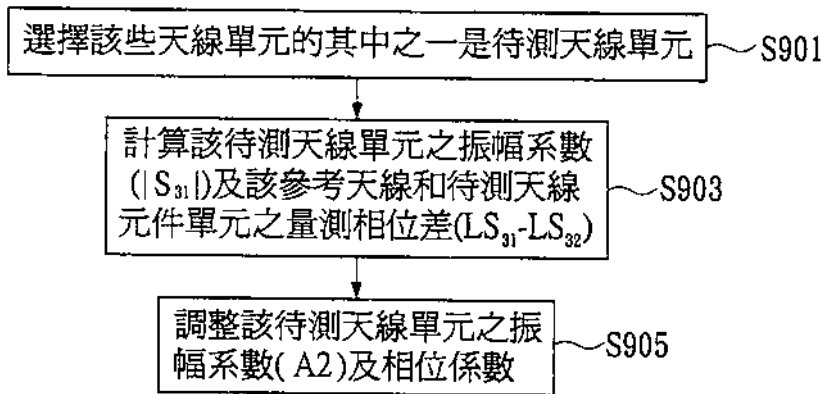 選擇該些天線單元的其中之一是待測天線單元 S901
計算該待測天線單元之振幅系數
(|S₃₁|)及該參考天線和待測天線 S903
元件單元之量測相位差(LS₃₁-LS₃₂)
調整該待測天線單元之振
幅系數(A2)及相位係數 S905